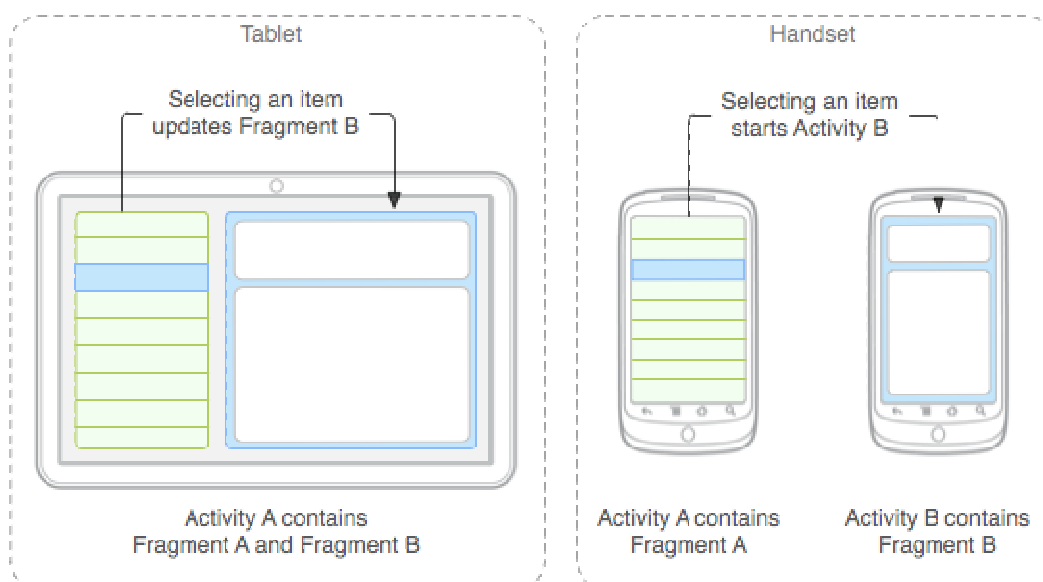 Tablet
Selecting an item
updates Fragment B
Activity A contains
Fragment A and Fragment B
Handset
Selecting an item
starts Activity B
Activity A contains
Fragment A
Activity B contains
Fragment B